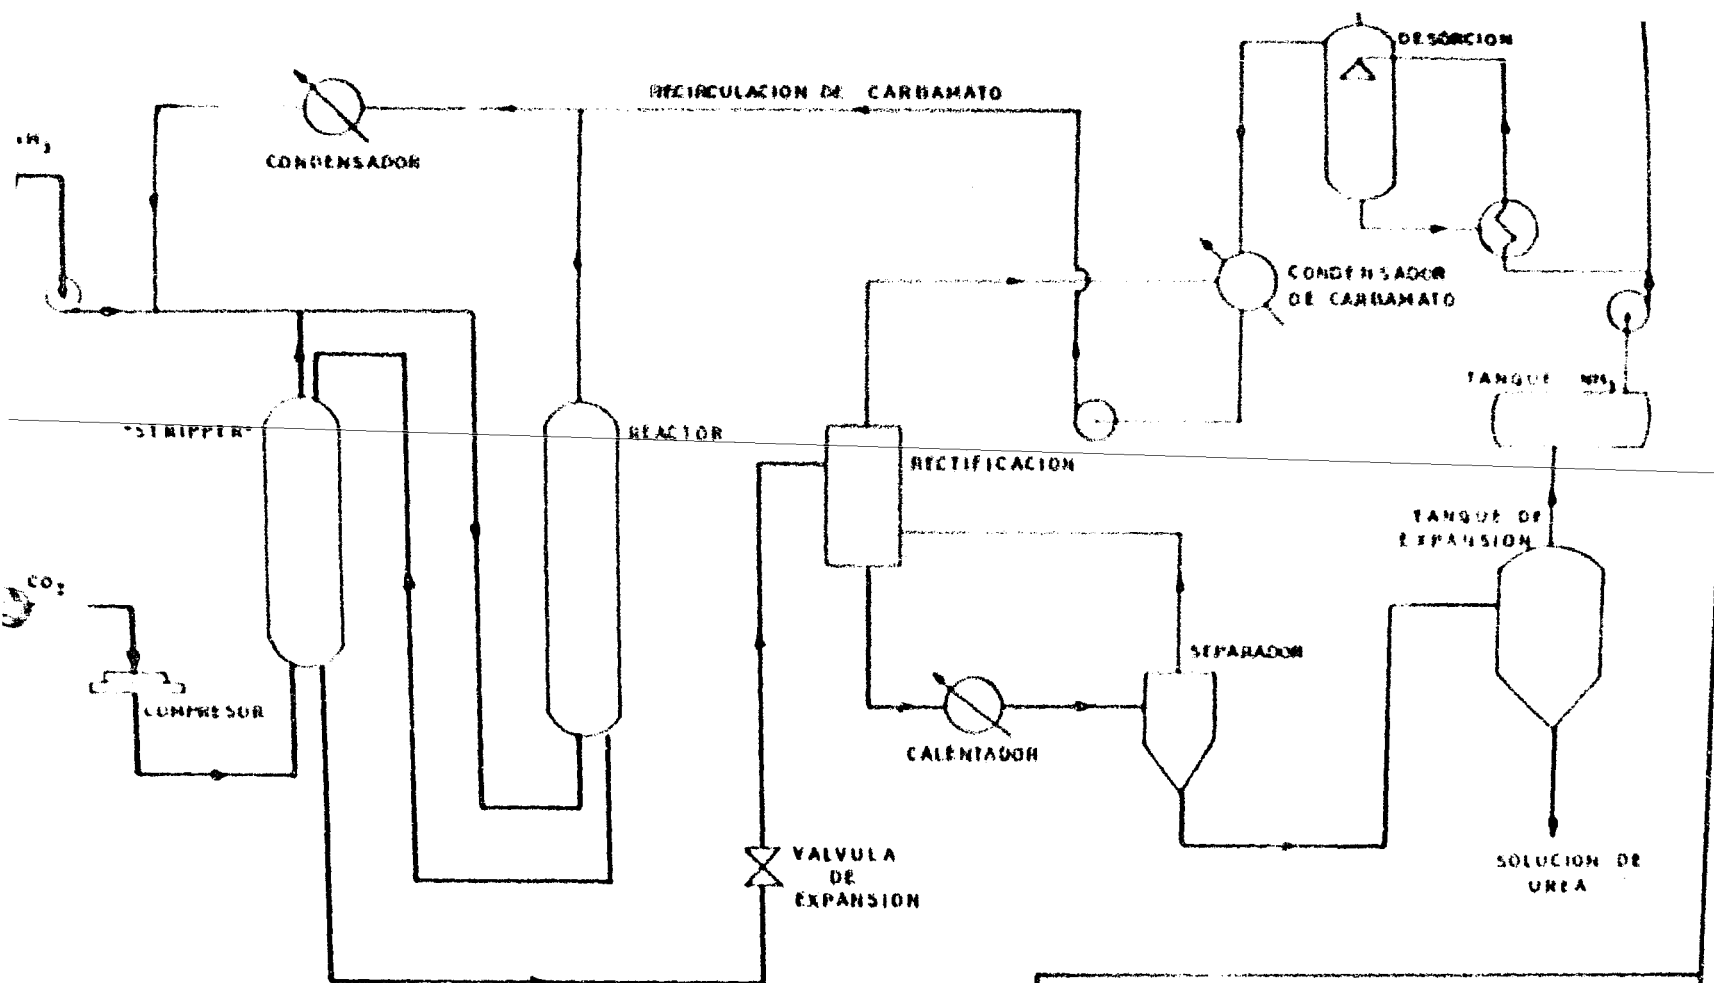 DESORCION
RECIRCULACION DE CARBAMATO
CONDENSADOR
CONDENSADOR
DE CARBAMATO
TANQUE NH3
"STRIPPER"
REACTOR
RECTIFICACION
TANQUE DE
EXPANSION
CO2
SEPARADOR
COMPRESOR
CALENTADOR
VALVULA
DE
EXPANSION
SOLUCION DE
UREA